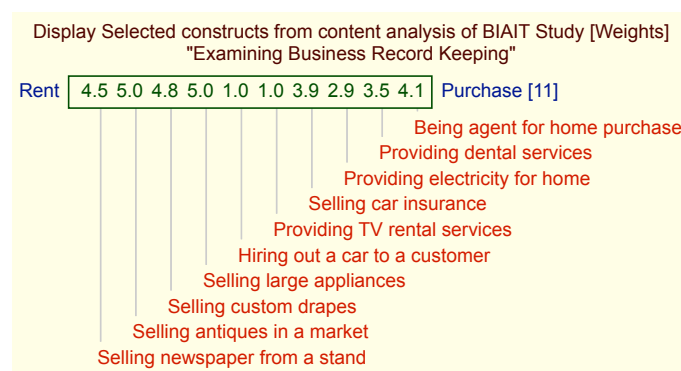 Display Selected constructs from content analysis of BIAIT Study [Weights]
"Examining Business Record Keeping"
Rent 4.5 5.0 4.8 5.0 1.0 1.0 3.9 2.9 3.5 4.1 Purchase [11]
Being agent for home purchase
Providing dental services
Providing electricity for home
Selling car insurance
Providing TV rental services
Hiring out a car to a customer
Selling large appliances
Selling custom drapes
Selling antiques in a market
Selling newspaper from a stand